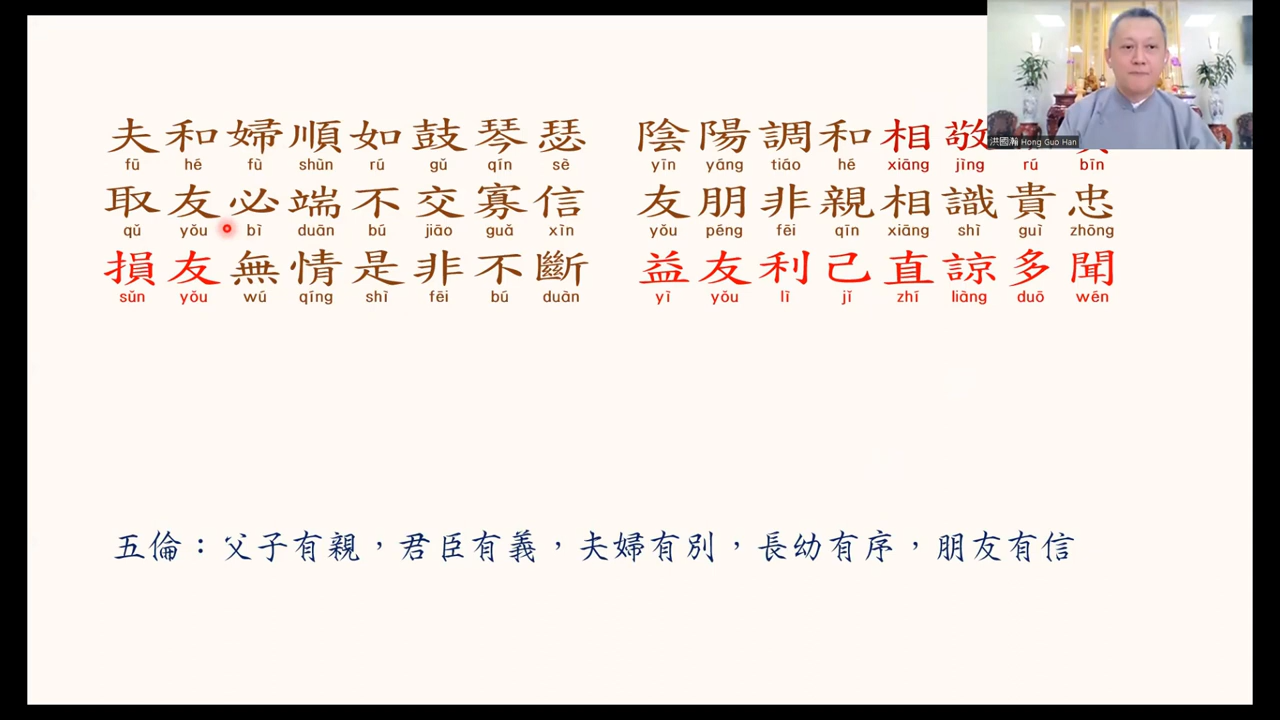 夫和婦順如鼓琴瑟 陰陽調和相敬
fū hé fù shùn rú gǔ qín sè yīn yáng tiáo hé xiāng jìng rú bīn
取友必端不交寡信 友朋非親相識貴忠
qǔ yǒu bì duān bú jiāo guǎ xìn yǒu péng fēi qīn xiāng shì guì zhōng
損友無情是非不斷 益友利己直諒多聞
sǔn yǒu wú qíng shì fēi bú duàn yì yǒu lì jǐ zhí liàng duō wén
五倫：父子有親，君臣有義，夫婦有別，長幼有序，朋友有信
洪國瀚 Hong Guo Han